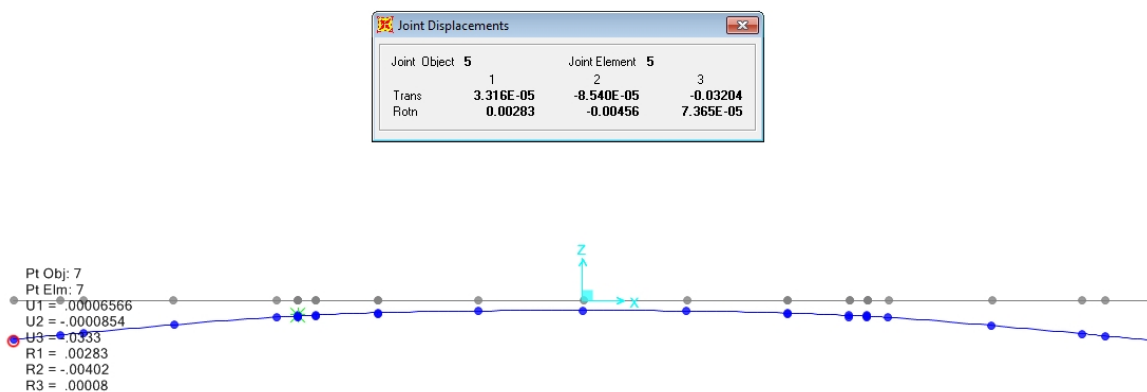 Joint Displacements
Joint Object 5 Joint Element 5
1 2 3
Trans 3.316E-05 -8.540E-05 -0.03204
Rotn 0.00283 -0.00456 7.365E-05
Z
X
Pt Obj: 7
Pt Elm: 7
U1 = .00006566
U2 = -.0000854
U3 = -.0333
R1 = .00283
R2 = -.00402
R3 = .00008